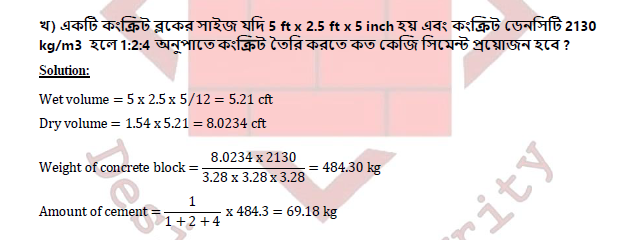 খ) একটি কংক্রিট ব্লকের সাইজ যদি 5 ft x 2.5 ft x 5 inch হয় এবং কংক্রিট ডেনসিটি 2130
kg/m3 হলে 1:2:4 অনুপাতে কংক্রিট তৈরি করতে কত কেজি সিমেন্ট প্রয়োজন হবে ?
Solution:
Wet volume = 5 x 2.5 x 5/12 = 5.21 cft
Dry volume = 1.54 x 5.21 = 8.0234 cft
Weight of concrete block = 8.0234 x 2130 / 3.28 x 3.28 x 3.28 = 484.30 kg
Amount of cement = 1 / 1 + 2 + 4 x 484.3 = 69.18 kg